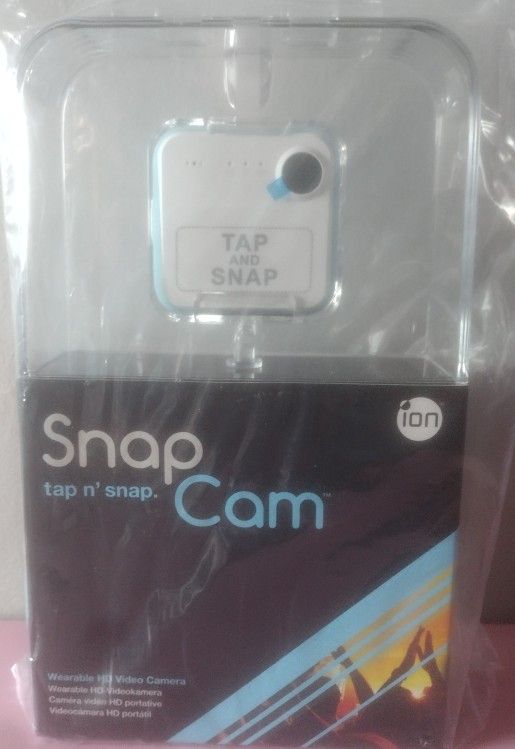 TAP
AND
SNAP
ion
Snap
tap n' snap.
Cam™
Wearable HD Video Camera
Wearable HD-Videokamera
Caméra vidéo HD portative
Videocámara HD portátil